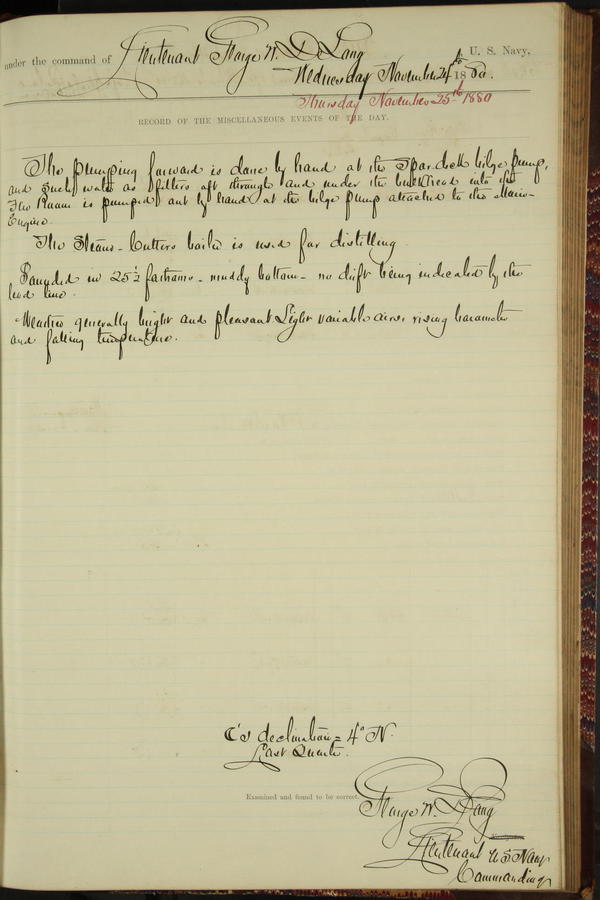 under the command of Lieutenant George W. De Long, U. S. Navy,
Wednesday November 24th 1880.
Thursday November 25th 1880
RECORD OF THE MISCELLANEOUS EVENTS OF THE DAY.
The pumping forward is done by hand at the Spar-deck bilge pump,
and such water as filters aft through and under the bulkhead into the
Fire Room is pumped out by hand at the bilge pump attached to the Main-
Engine.
The Steam-Cutters boiler is used for distilling
Sounded in 25½ fathoms - muddy bottom - no drift being indicated by the
lead line.
Weather generally bright and pleasant Light variable airs, rising barometer
and falling temperature.
☾'s declination = 4° N.
Last Quarter.
Examined and found to be correct.
George W. De Long
Lieutenant U S Navy
Commanding